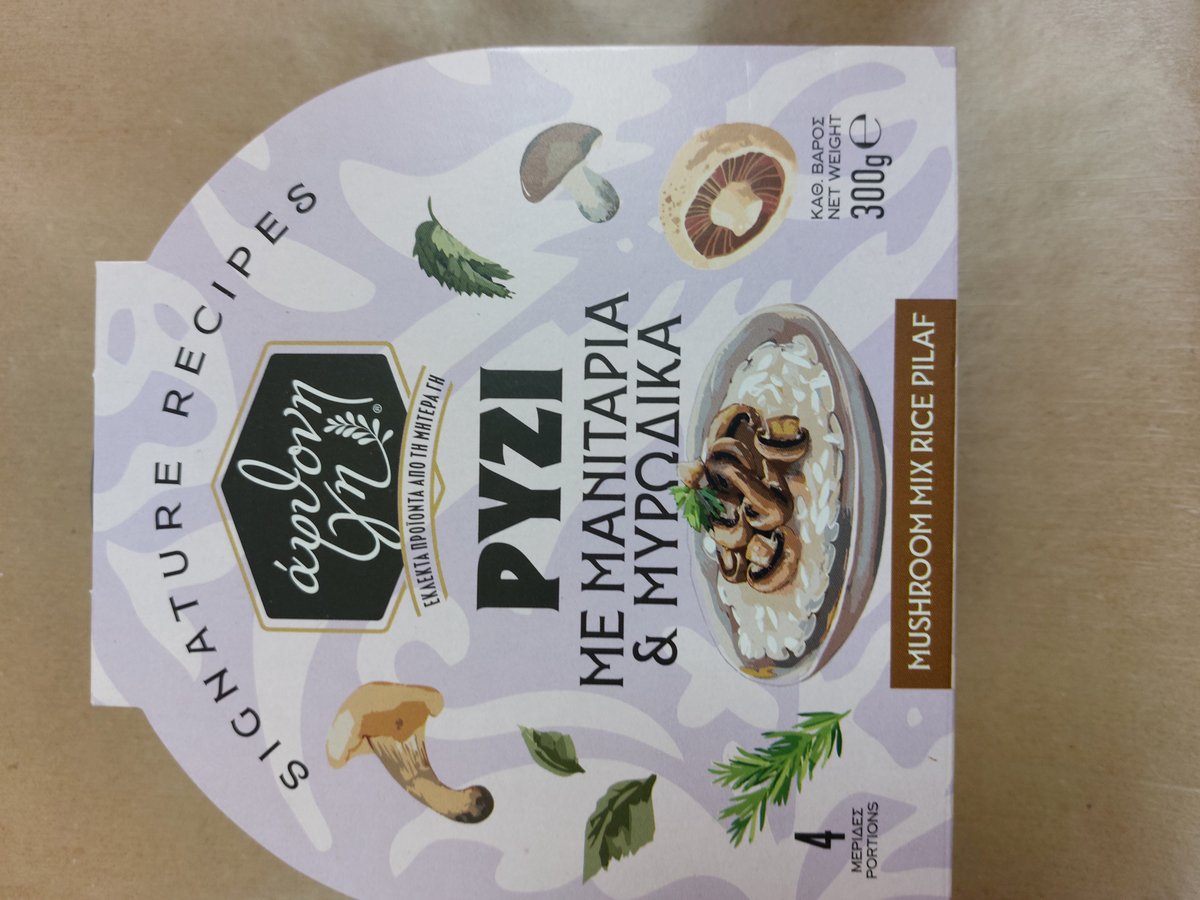 SIGNATURE RECIPES
άφθονη
γη
ΕΚΛΕΚΤΑ ΠΡΟΪΟΝΤΑ ΑΠΟ ΤΗ ΜΗΤΕΡΑ ΓΗ
ΡΥΖΙ
ΜΕ ΜΑΝΙΤΑΡΙΑ
& ΜΥΡΩΔΙΚΑ
4
ΜΕΡΙΔΕΣ
PORTIONS
ΚΑΘ. ΒΑΡΟΣ
NET WEIGHT
300g e
MUSHROOM MIX RICE PILAF